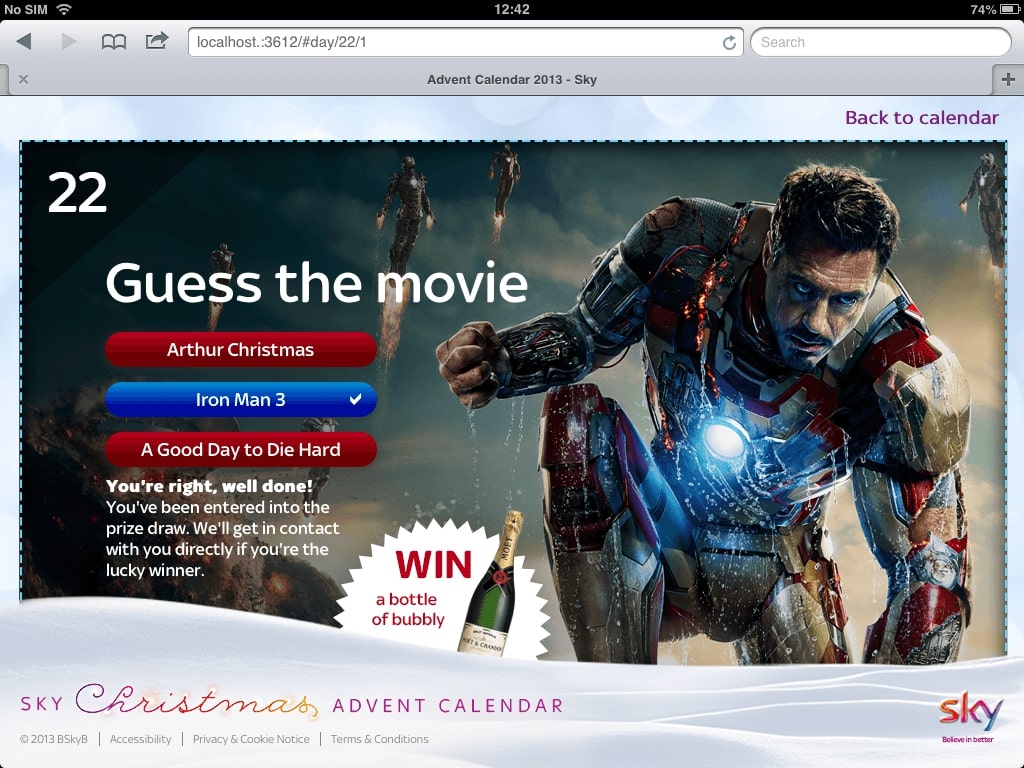 No SIM 12:42 74%
localhost.:3612/#day/22/1 Search
Advent Calendar 2013 - Sky
Back to calendar
22
Guess the movie
Arthur Christmas
Iron Man 3
A Good Day to Die Hard
You're right, well done!
You've been entered into the
prize draw. We'll get in contact
with you directly if you're the
lucky winner.
WIN
a bottle
of bubbly
MOËT
MOËT & CHANDON
SKY Christmas ADVENT CALENDAR
sky
Believe in better
© 2013 BSkyB Accessibility Privacy & Cookie Notice Terms & Conditions